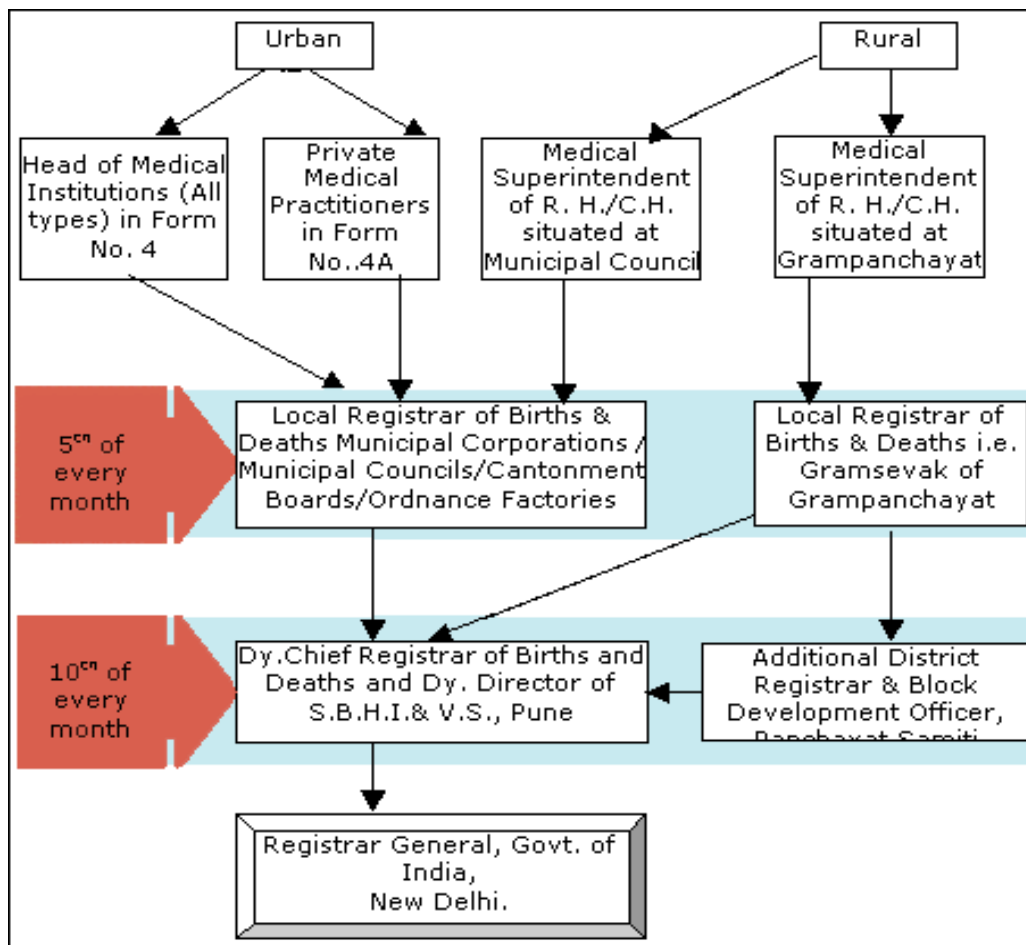 Urban
Rural
Head of Medical
Institutions (All
types) in Form
No. 4
Private
Medical
Practitioners
in Form
No..4A
Medical
Superintendent
of R. H./C.H.
situated at
Municipal Council
Medical
Superintendent
of R. H./C.H.
situated at
Grampanchayat
5th of
every
month
Local Registrar of Births &
Deaths Municipal Corporations /
Municipal Councils/Cantonment
Boards/Ordnance Factories
Local Registrar of
Births & Deaths i.e.
Gramsevak of
Grampanchayat
10th of
every
month
Dy.Chief Registrar of Births and
Deaths and Dy. Director of
S.B.H.I.& V.S., Pune
Additional District
Registrar & Block
Development Officer,
Panchayat Samiti
Registrar General, Govt. of
India,
New Delhi.